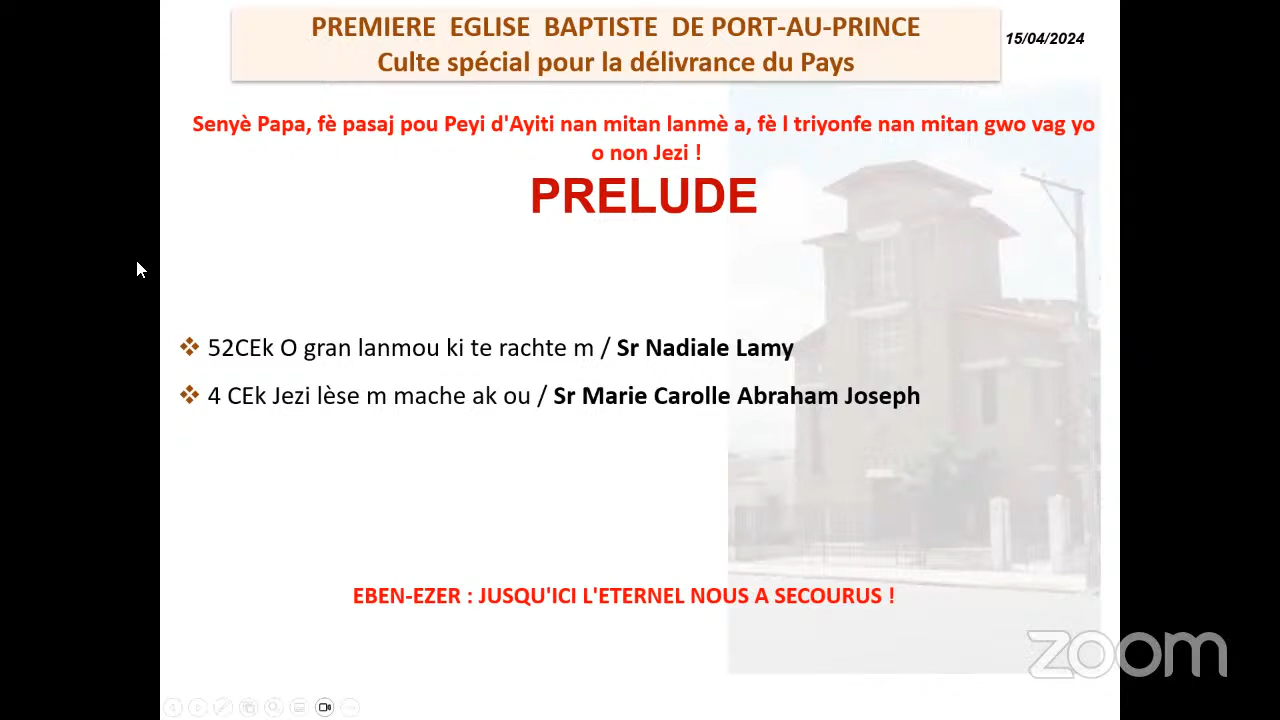 PREMIERE EGLISE BAPTISTE DE PORT-AU-PRINCE
Culte spécial pour la délivrance du Pays
15/04/2024
Senyè Papa, fè pasaj pou Peyi d'Ayiti nan mitan lanmè a, fè l triyonfe nan mitan gwo vag yo
o non Jezi !
PRELUDE
52CEk O gran lanmou ki te rachte m / Sr Nadiale Lamy
4 CEk Jezi lèse m mache ak ou / Sr Marie Carolle Abraham Joseph
EBEN-EZER : JUSQU'ICI L'ETERNEL NOUS A SECOURUS !
zoom